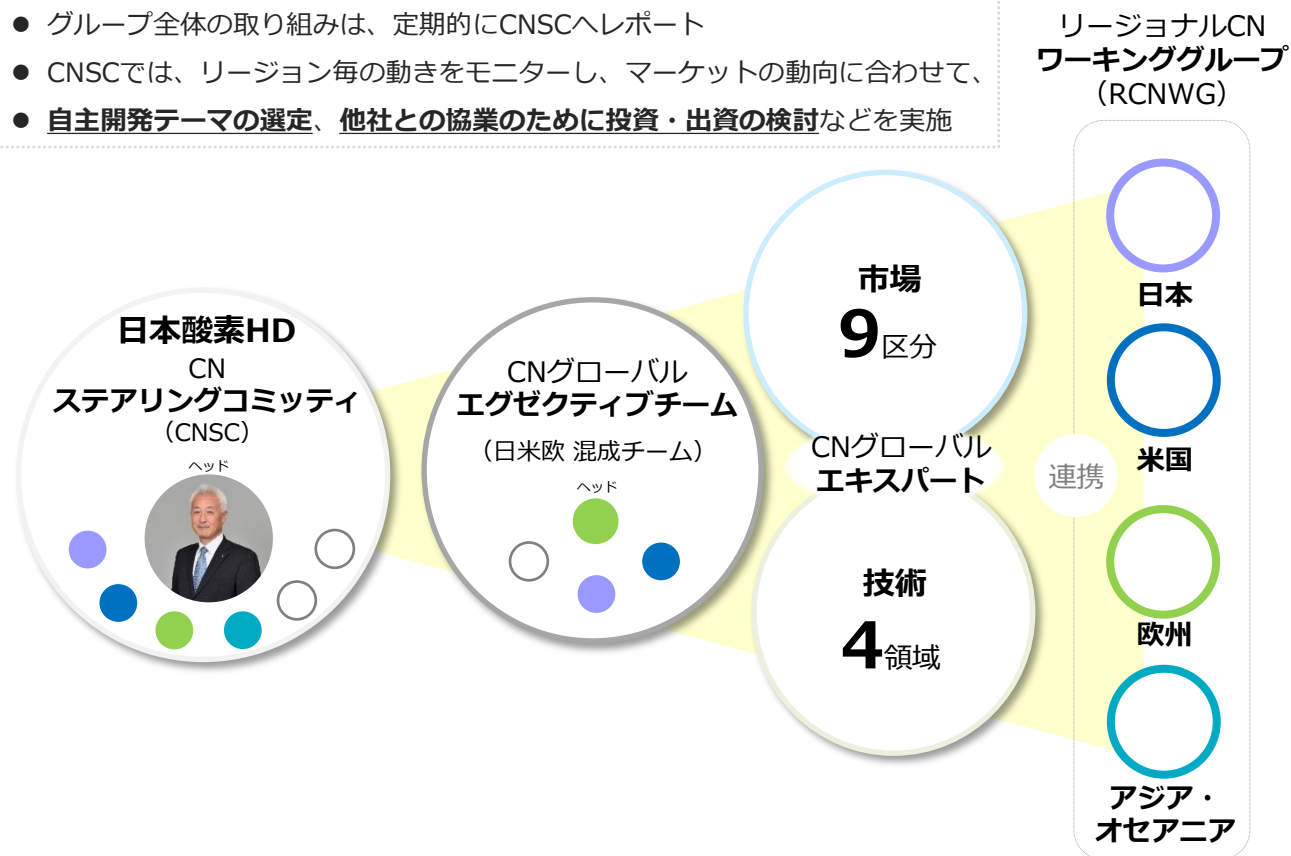 ● グループ全体の取り組みは、定期的にCNSCへレポート
● CNSCでは、リージョン毎の動きをモニターし、マーケットの動向に合わせて、
● 自主開発テーマの選定、他社との協業のために投資・出資の検討などを実施
リージョナルCN
ワーキンググループ
（RCNWG）
日本酸素HD
CN
ステアリングコミッティ
（CNSC）
ヘッド
CNグローバル
エグゼクティブチーム
（日米欧 混成チーム）
ヘッド
市場
9区分
CNグローバル
エキスパート
技術
4領域
連携
日本
米国
欧州
アジア・
オセアニア